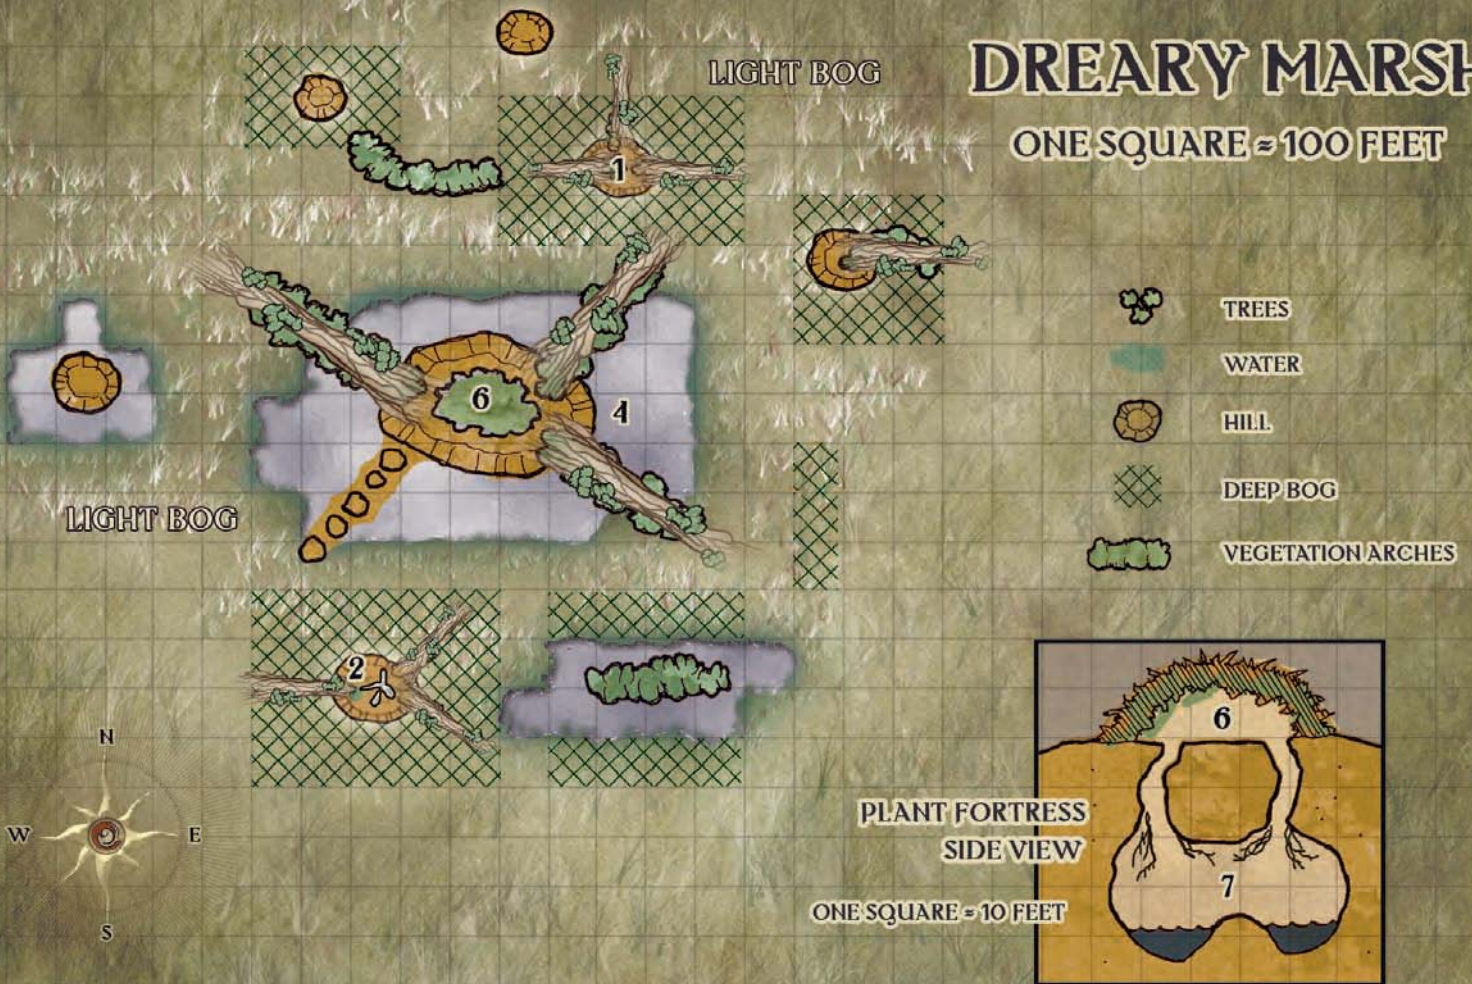 LIGHT BOG
DREARY MARSH
ONE SQUARE = 100 FEET
1
TREES
WATER
6
4
HILL
DEEP BOG
LIGHT BOG
VEGETATION ARCHES
2
N
W
E
S
6
PLANT FORTRESS
SIDE VIEW
7
ONE SQUARE = 10 FEET